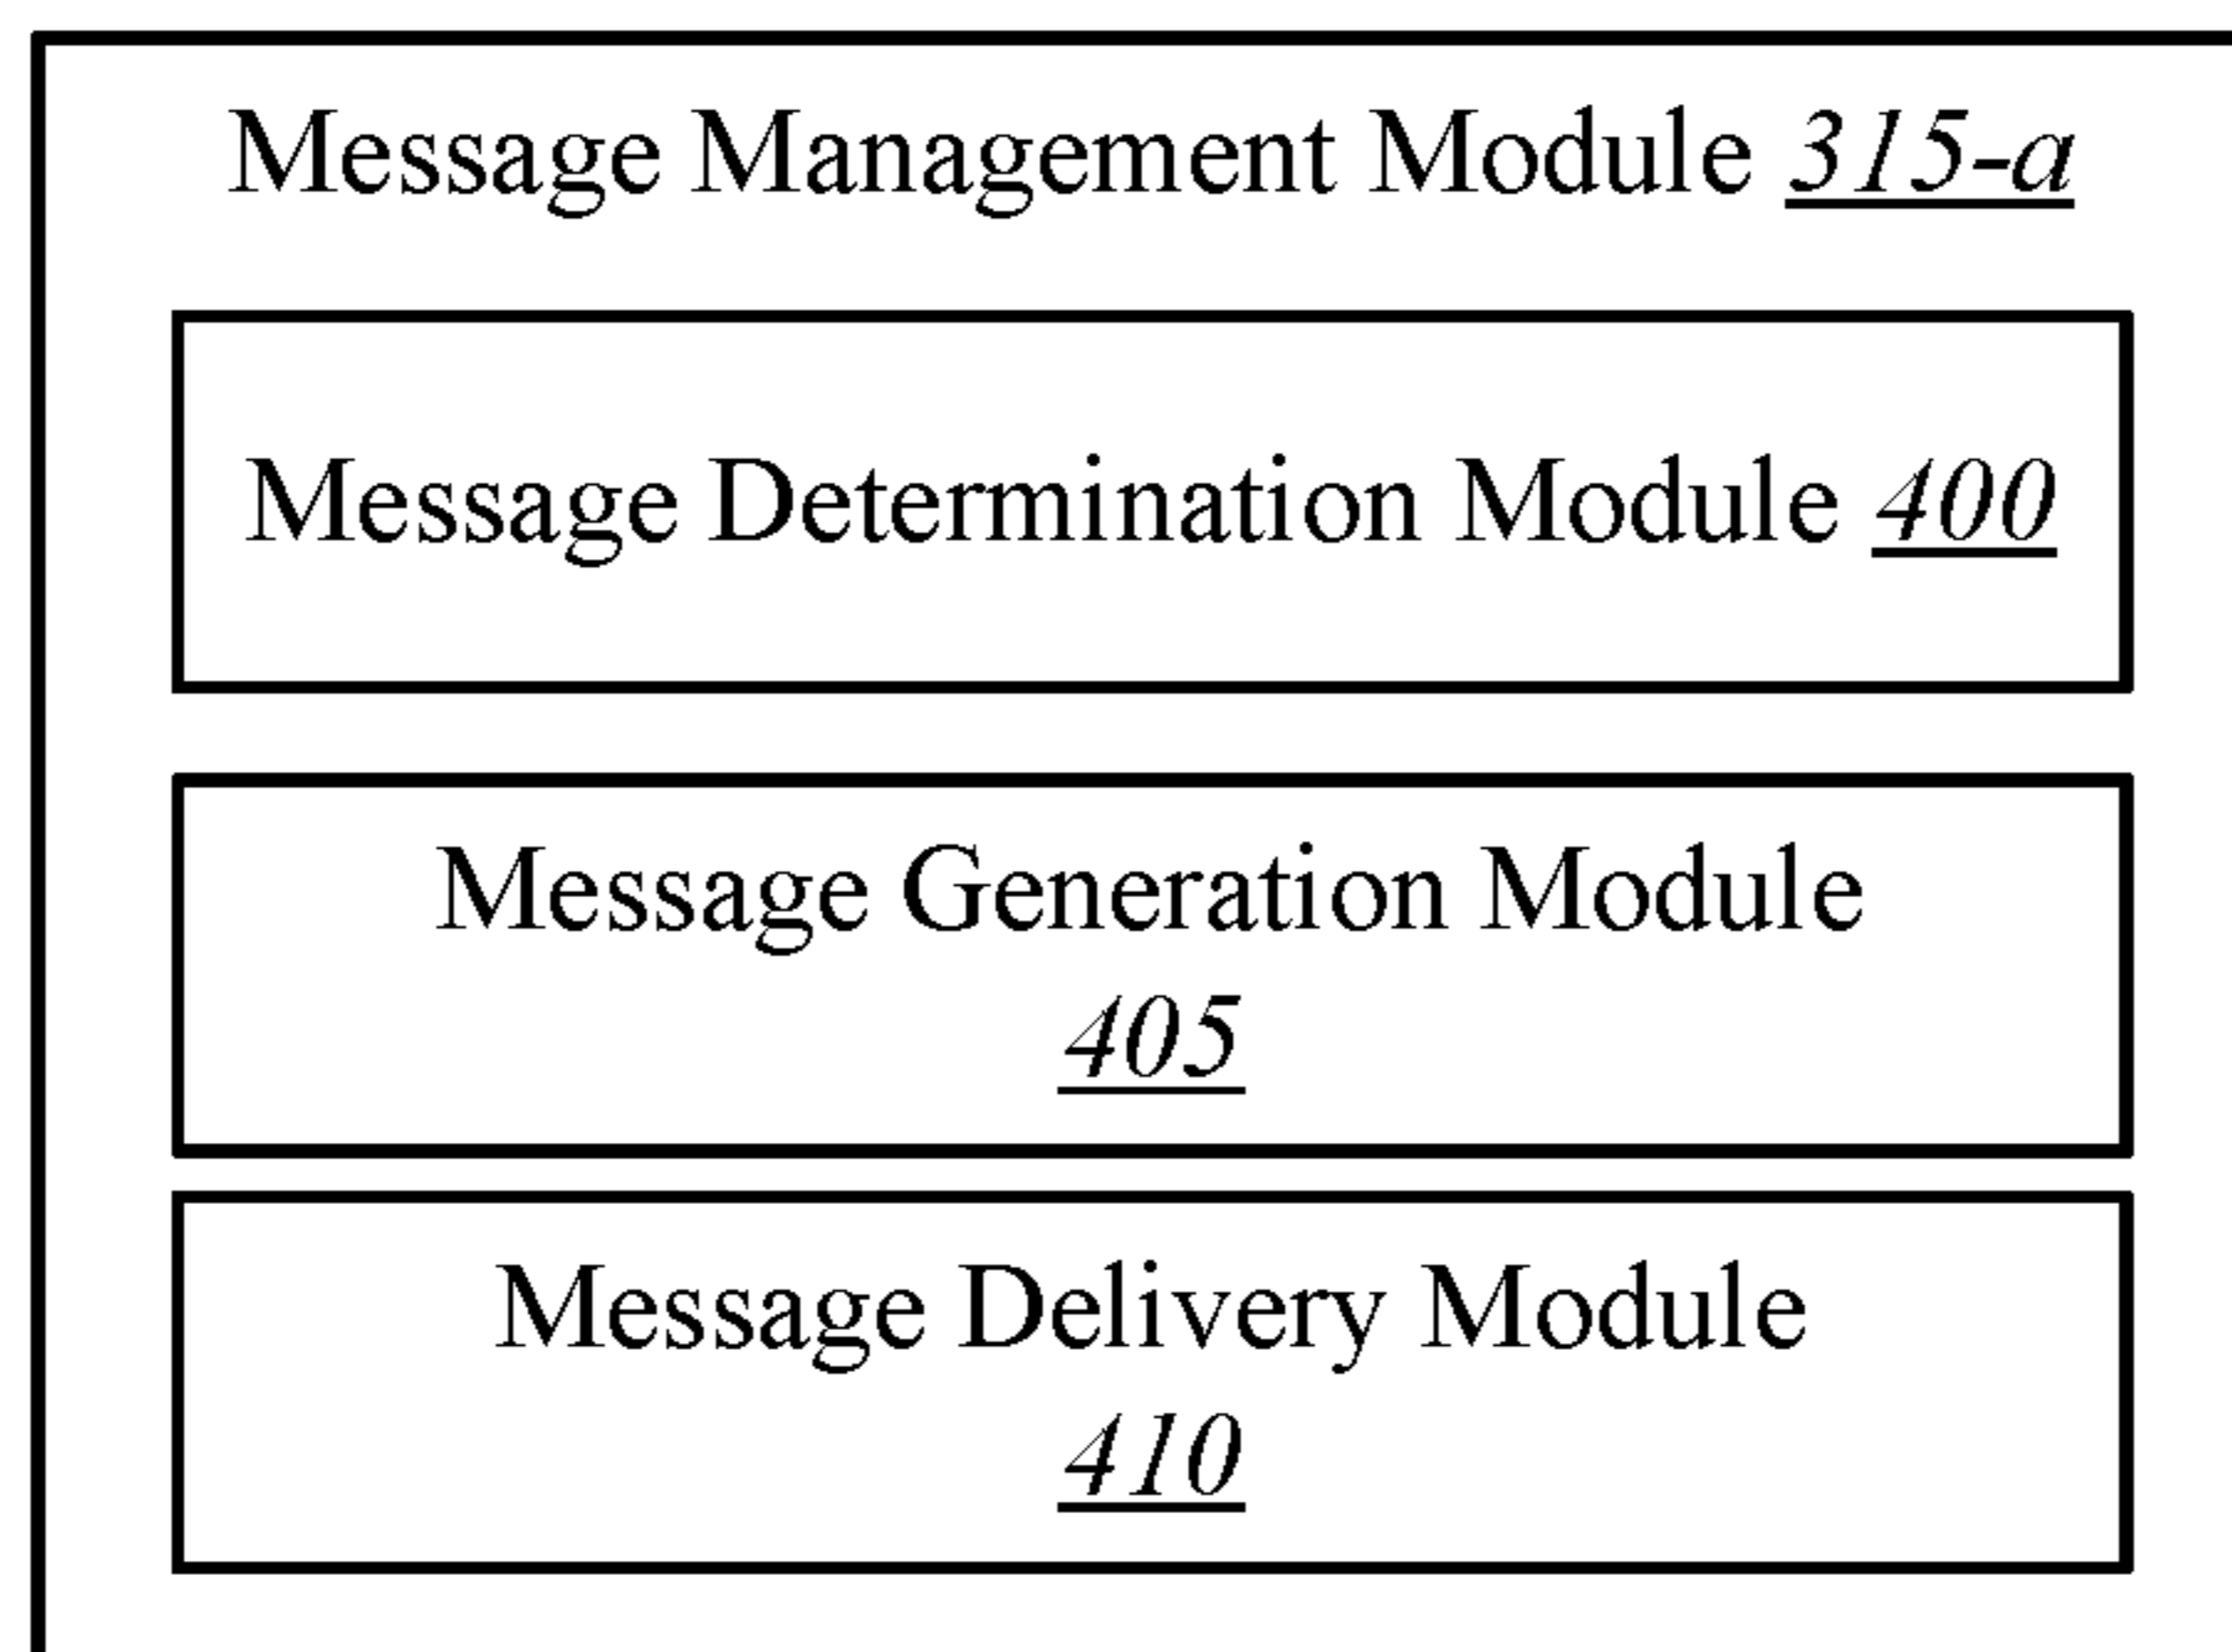 Message Management Module 315-a
Message Determination Module 400
Message Generation Module
405
Message Delivery Module
410